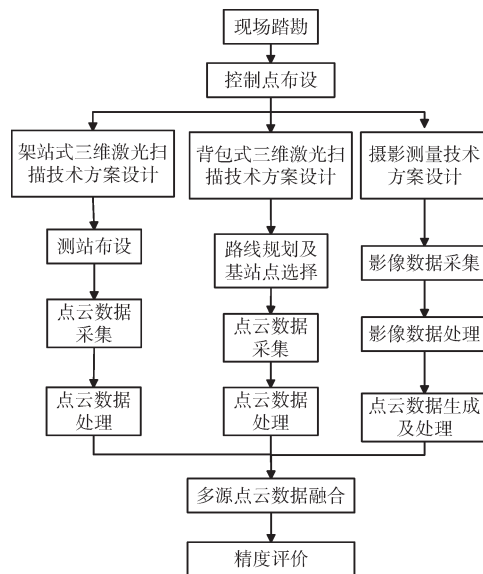 现场踏勘
控制点布设
架站式三维激光扫
描技术方案设计
测站布设
点云数据
采集
点云数据
处理
背包式三维激光扫
描技术方案设计
路线规划及
基站点选择
点云数据
采集
点云数据
处理
摄影测量技术
方案设计
影像数据采集
影像数据处理
点云数据生成
及处理
多源点云数据融合
精度评价